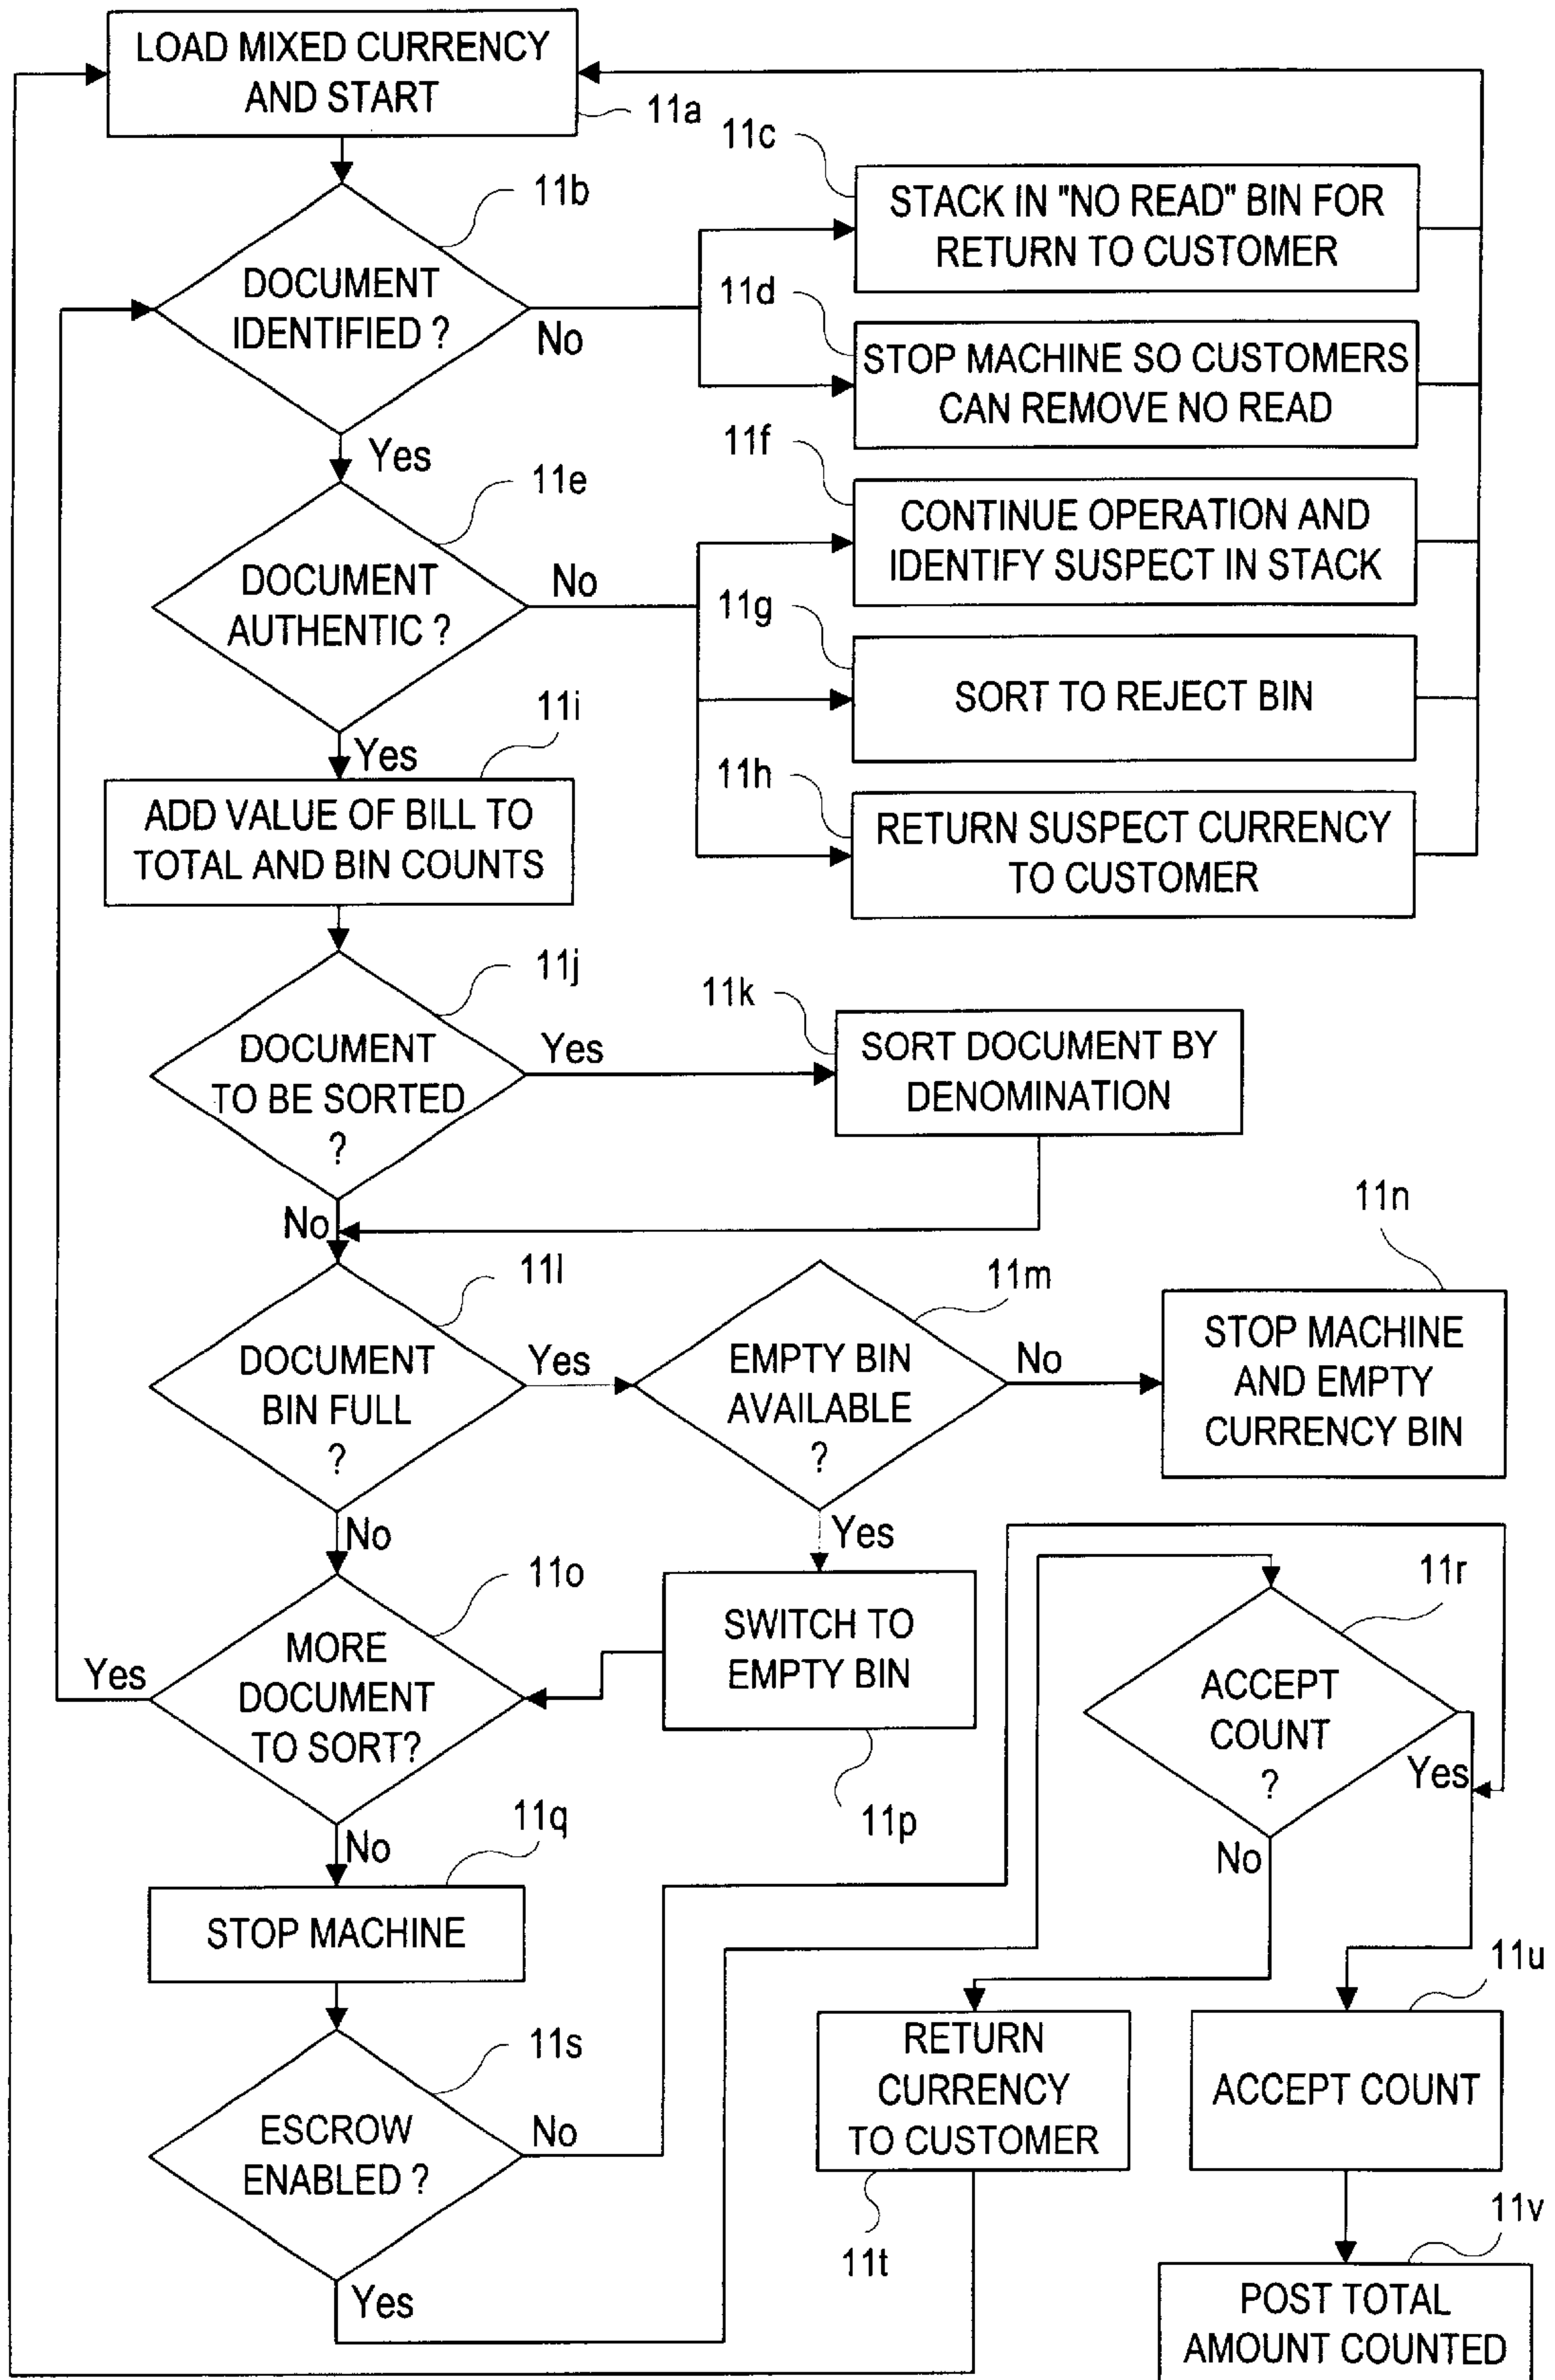 LOAD MIXED CURRENCY
AND START
11a
11b
DOCUMENT
IDENTIFIED ?
No
Yes
11c
STACK IN "NO READ" BIN FOR
RETURN TO CUSTOMER
11d
STOP MACHINE SO CUSTOMERS
CAN REMOVE NO READ
11e
DOCUMENT
AUTHENTIC ?
No
Yes
11f
CONTINUE OPERATION AND
IDENTIFY SUSPECT IN STACK
11g
SORT TO REJECT BIN
11h
RETURN SUSPECT CURRENCY
TO CUSTOMER
11i
ADD VALUE OF BILL TO
TOTAL AND BIN COUNTS
11j
DOCUMENT
TO BE SORTED
?
Yes
No
11k
SORT DOCUMENT BY
DENOMINATION
11l
DOCUMENT
BIN FULL
?
Yes
No
11m
EMPTY BIN
AVAILABLE
?
No
Yes
11n
STOP MACHINE
AND EMPTY
CURRENCY BIN
11o
MORE
DOCUMENT
TO SORT?
Yes
No
SWITCH TO
EMPTY BIN
11p
11r
ACCEPT
COUNT
?
Yes
No
11q
STOP MACHINE
11s
ESCROW
ENABLED ?
No
Yes
RETURN
CURRENCY
TO CUSTOMER
11t
11u
ACCEPT COUNT
11v
POST TOTAL
AMOUNT COUNTED